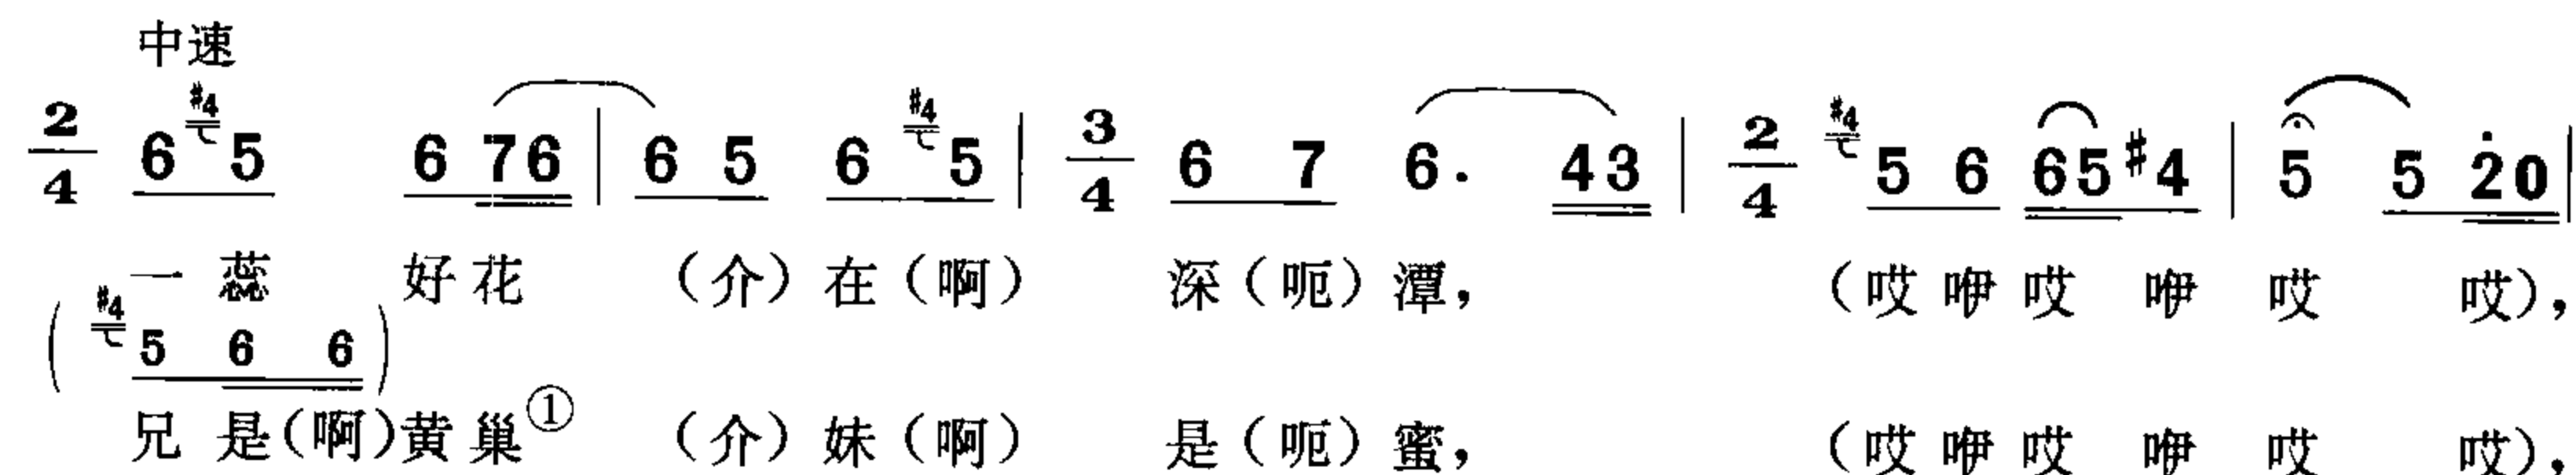 中速
2/4 6 #4 5 6 76 | 6 5 6 #4 5 | 3/4 6 7 6· 43 | 2/4 #4 5 6 65 #4 | 5 5 2̇0 |
一蕊 好花 （介）在（啊） 深（呃）潭， （哎咿哎 咿 哎 哎），
( #4 5 6 6 )
兄是（啊）黄巢① （介）妹（啊） 是（呃）蜜， （哎咿哎 咿 哎 哎），